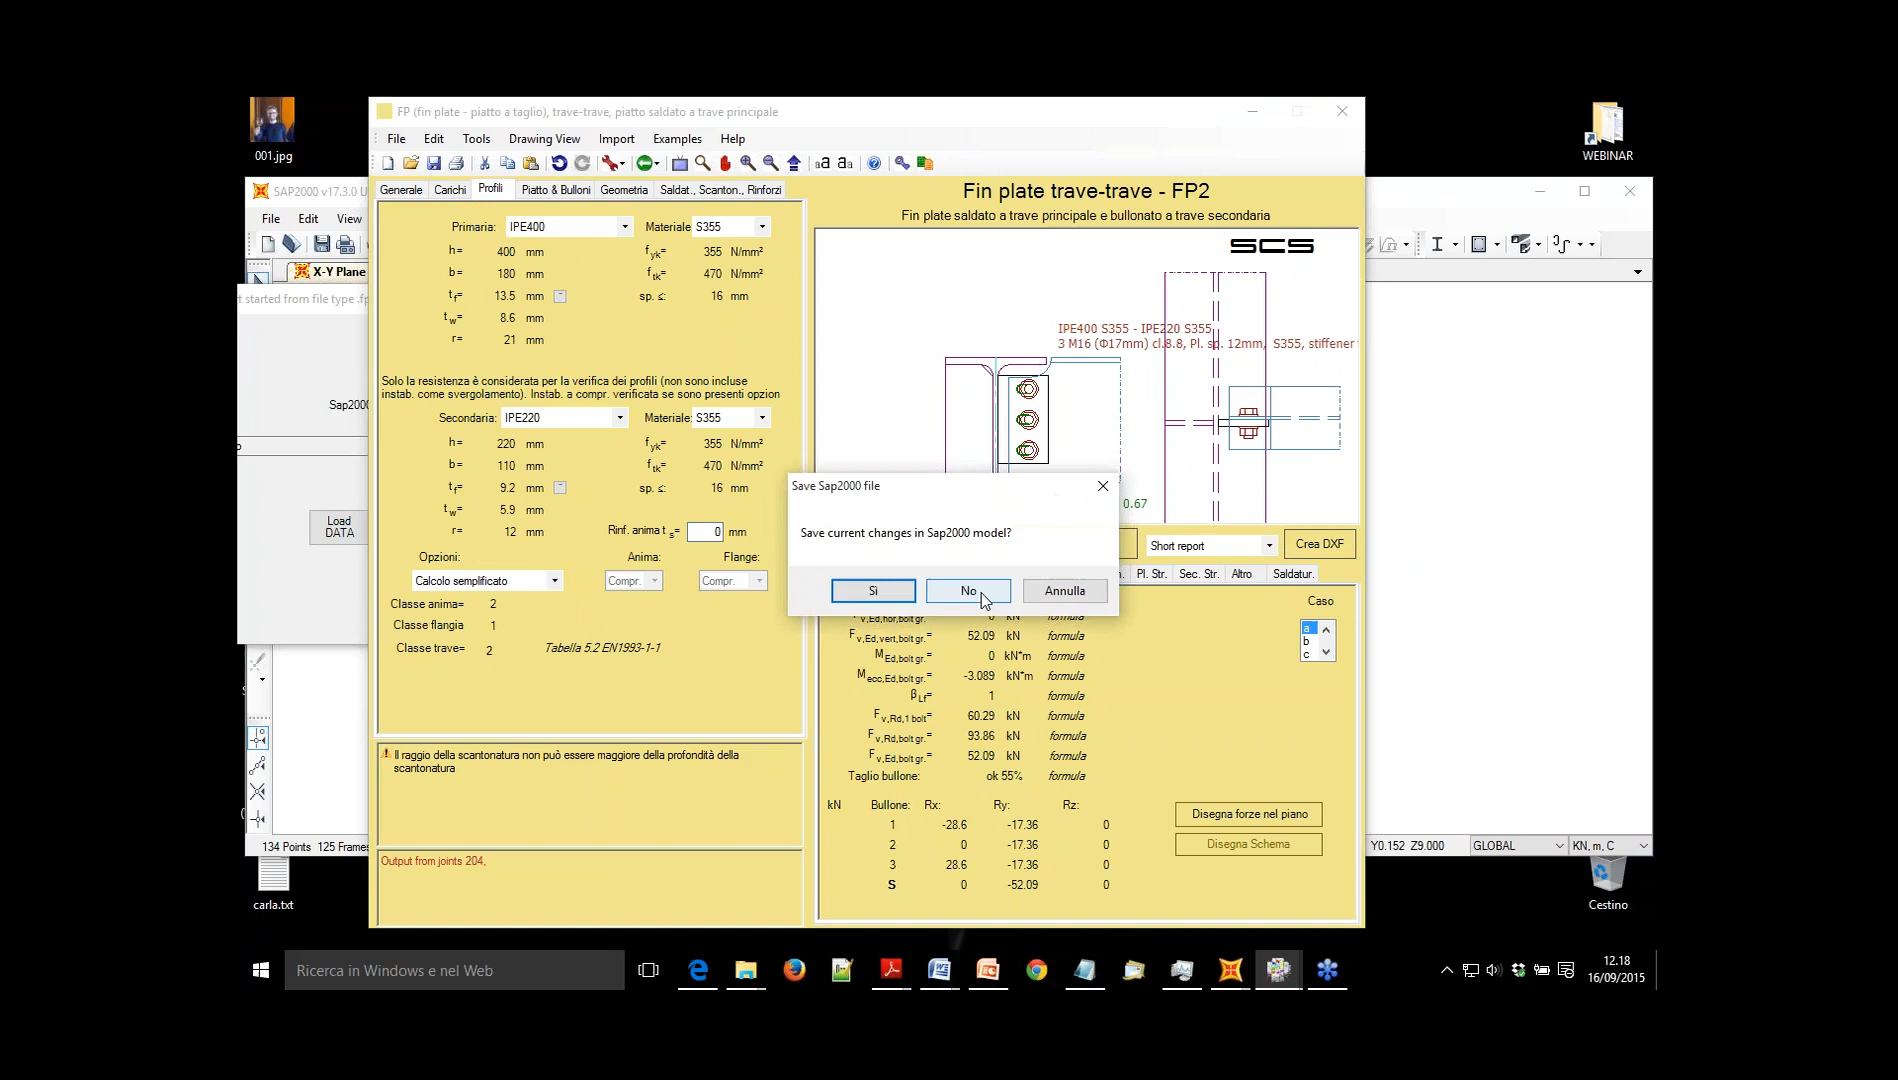 001.jpg
WEBINAR
FP (fin plate - piatto a taglio), trave-trave, piatto saldato a trave principale
File Edit Tools Drawing View Import Examples Help
aа āа
SAP2000 v17.3.0 U
File Edit View
X-Y Plane
t started from file type .fp
Sap2000
Load
DATA
134 Points 125 Frames
Generale Carichi Profili Piatto & Bulloni Geometria Saldat., Scanton., Rinforzi
Primaria: IPE400 Materiale S355
h= 400 mm fyk= 355 N/mm²
b= 180 mm ftk= 470 N/mm²
tf= 13.5 mm sp. ≤: 16 mm
tw= 8.6 mm
r= 21 mm
Solo la resistenza è considerata per la verifica dei profili (non sono incluse
instab. come svergolamento). Instab. a compr. verificata se sono presenti opzion
Secondaria: IPE220 Materiale: S355
h= 220 mm fyk= 355 N/mm²
b= 110 mm ftk= 470 N/mm²
tf= 9.2 mm sp. ≤: 16 mm
tw= 5.9 mm
r= 12 mm Rinf. anima ts= 0 mm
Opzioni: Anima: Flange:
Calcolo semplificato Compr. Compr.
Classe anima= 2
Classe flangia 1
Classe trave= 2 Tabella 5.2 EN1993-1-1
Il raggio della scantonatura non può essere maggiore della profondità della
scantonatura
Output from joints 204,
Fin plate trave-trave - FP2
Fin plate saldato a trave principale e bullonato a trave secondaria
SCS
IPE400 S355 - IPE220 S355
3 M16 (Φ17mm) cl.8.8, Pl. sp. 12mm, S355, stiffener
0.67
Save Sap2000 file
Save current changes in Sap2000 model?
Sì No Annulla
Short report Crea DXF
Pl. Str. Sec. Str. Altro Saldatur.
Caso
a
b
c
Fv,Ed,hor,bolt gr.= 0 kN formula
Fv,Ed,vert,bolt gr.= 52.09 kN formula
MEd,bolt gr.= 0 kN*m formula
Mecc,Ed,bolt gr.= -3.089 kN*m formula
βLf= 1 formula
Fv,Rd,1 bolt= 60.29 kN formula
Fv,Rd,bolt gr.= 93.86 kN formula
Fv,Ed,bolt gr.= 52.09 kN formula
Taglio bullone: ok 55% formula
kN Bullone: Rx: Ry: Rz:
1 -28.6 -17.36 0
2 0 -17.36 0
3 28.6 -17.36 0
S 0 -52.09 0
Disegna forze nel piano
Disegna Schema
Y0.152 Z9.000 GLOBAL KN, m, C
carla.txt
Cestino
Ricerca in Windows e nel Web
12.18
16/09/2015